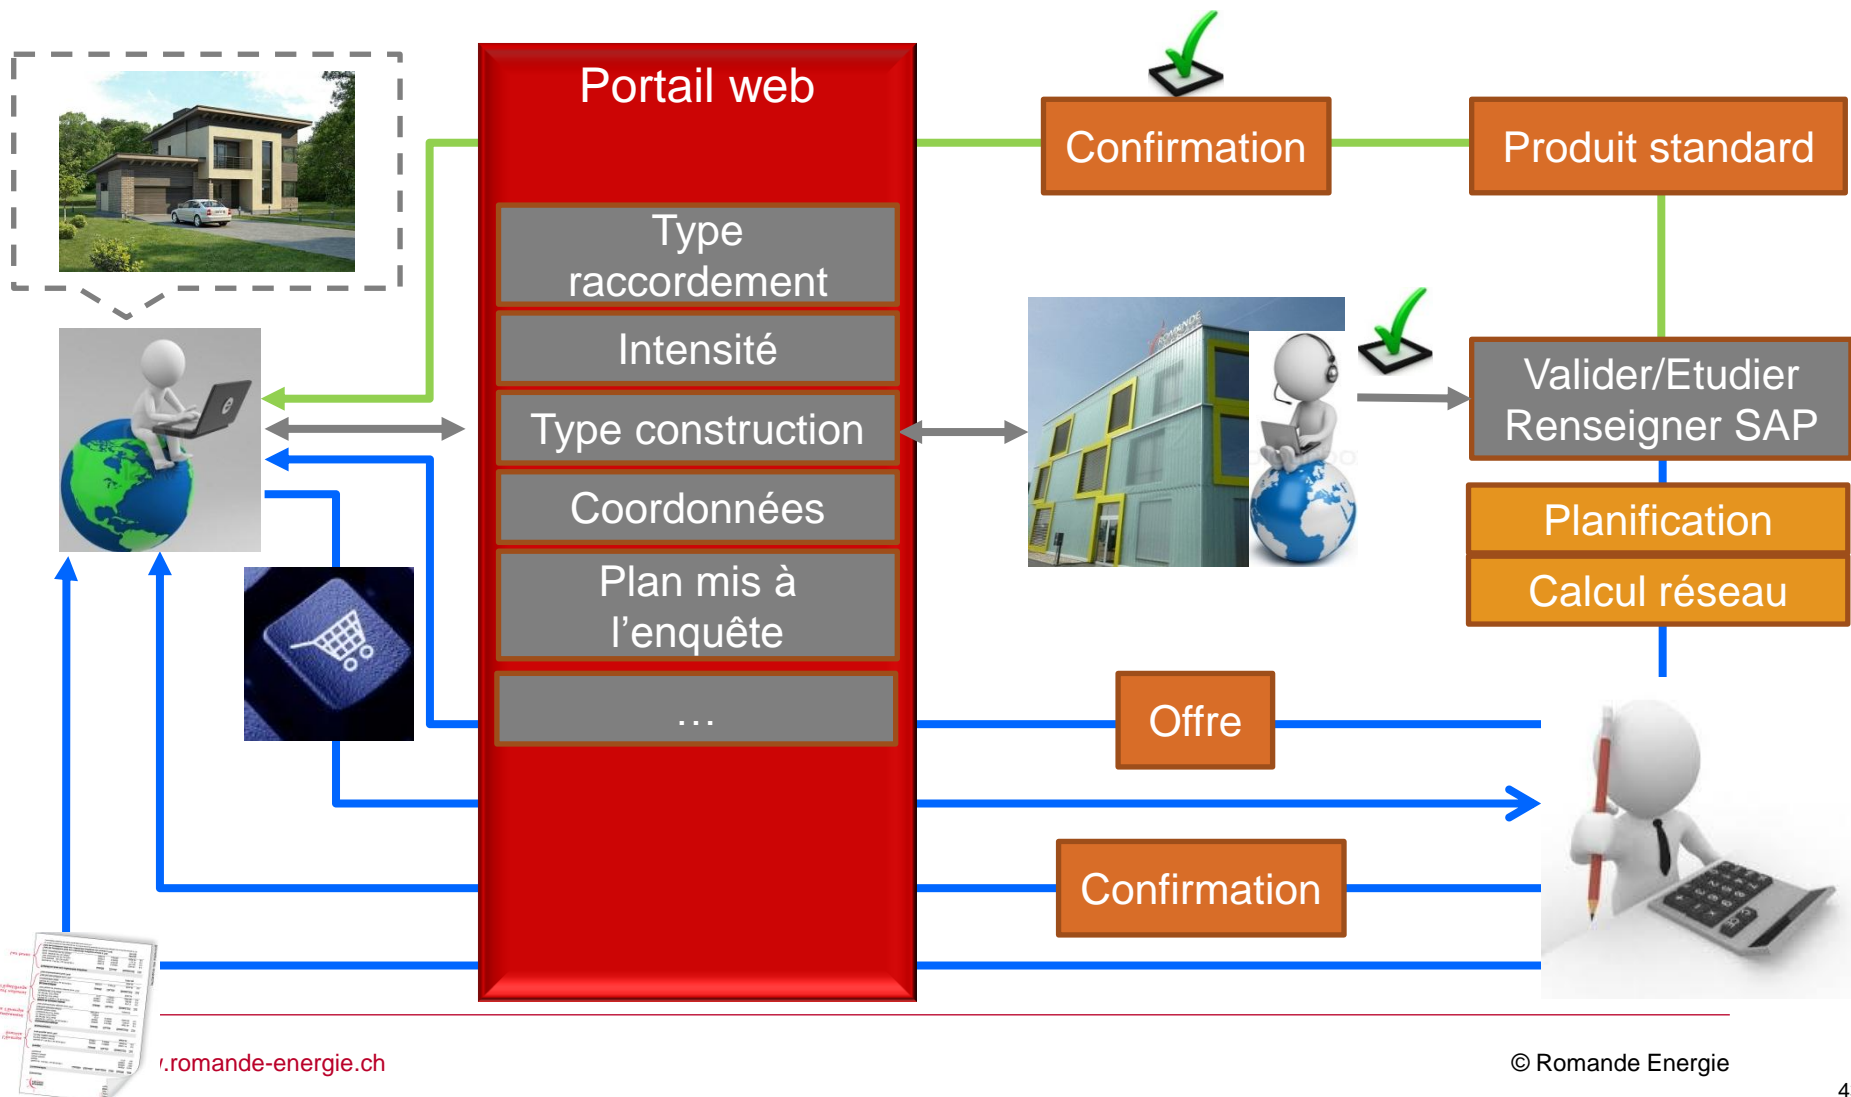 Portail web
Confirmation
Produit standard
Type
raccordement
Intensité
Type construction
Coordonnées
Plan mis à
l’enquête
…
ROMANDE
Valider/Etudier
Renseigner SAP
Planification
Calcul réseau
Offre
Confirmation
.romande-energie.ch
© Romande Energie
4